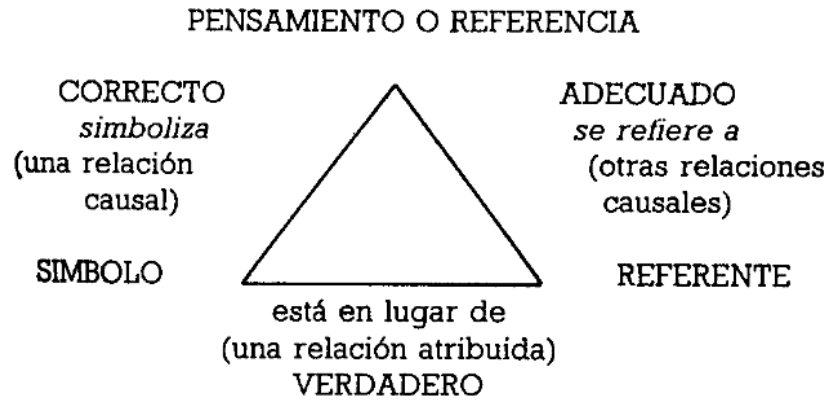 PENSAMIENTO O REFERENCIA
CORRECTO
simboliza
(una relación
causal)
ADECUADO
se refiere a
(otras relaciones
causales)
SIMBOLO
REFERENTE
está en lugar de
(una relación atribuida)
VERDADERO